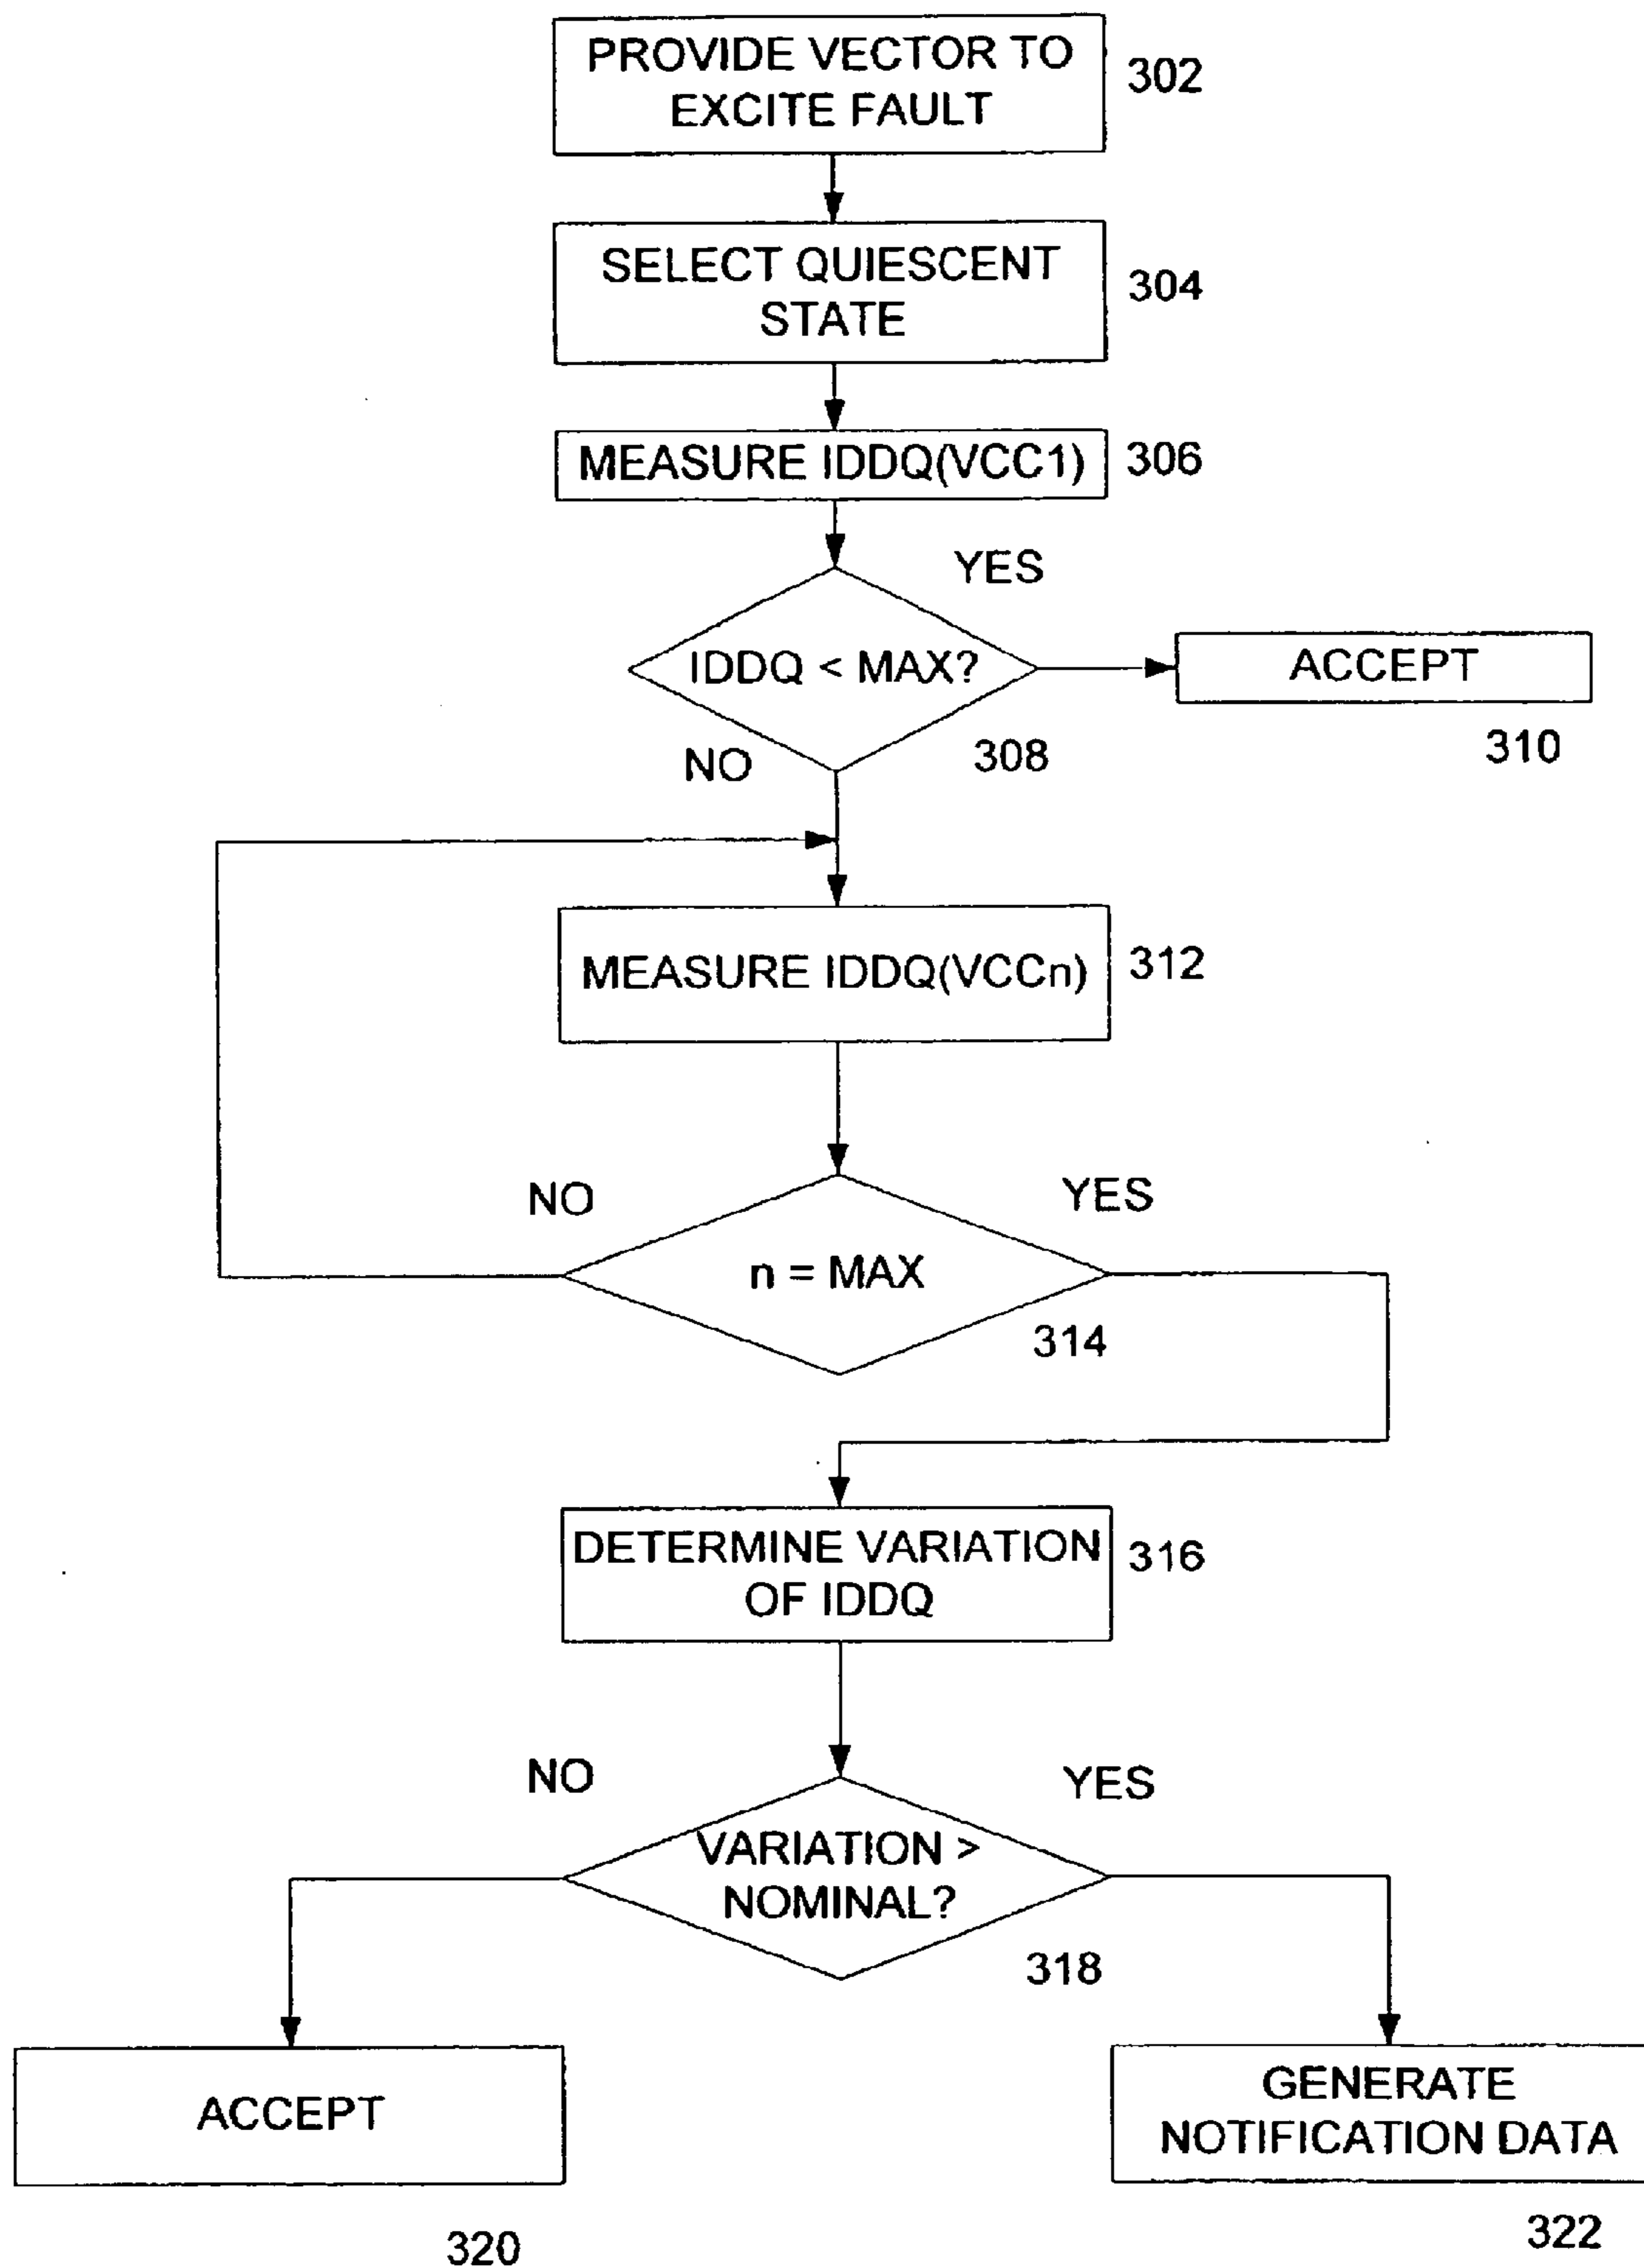 PROVIDE VECTOR TO
EXCITE FAULT
302
SELECT QUIESCENT
STATE
304
MEASURE IDDQ(VCC1)
306
YES
IDDQ < MAX?
ACCEPT
NO
308
310
MEASURE IDDQ(VCCn)
312
NO
YES
n = MAX
314
DETERMINE VARIATION
OF IDDQ
316
NO
YES
VARIATION >
NOMINAL?
318
ACCEPT
GENERATE
NOTIFICATION DATA
320
322